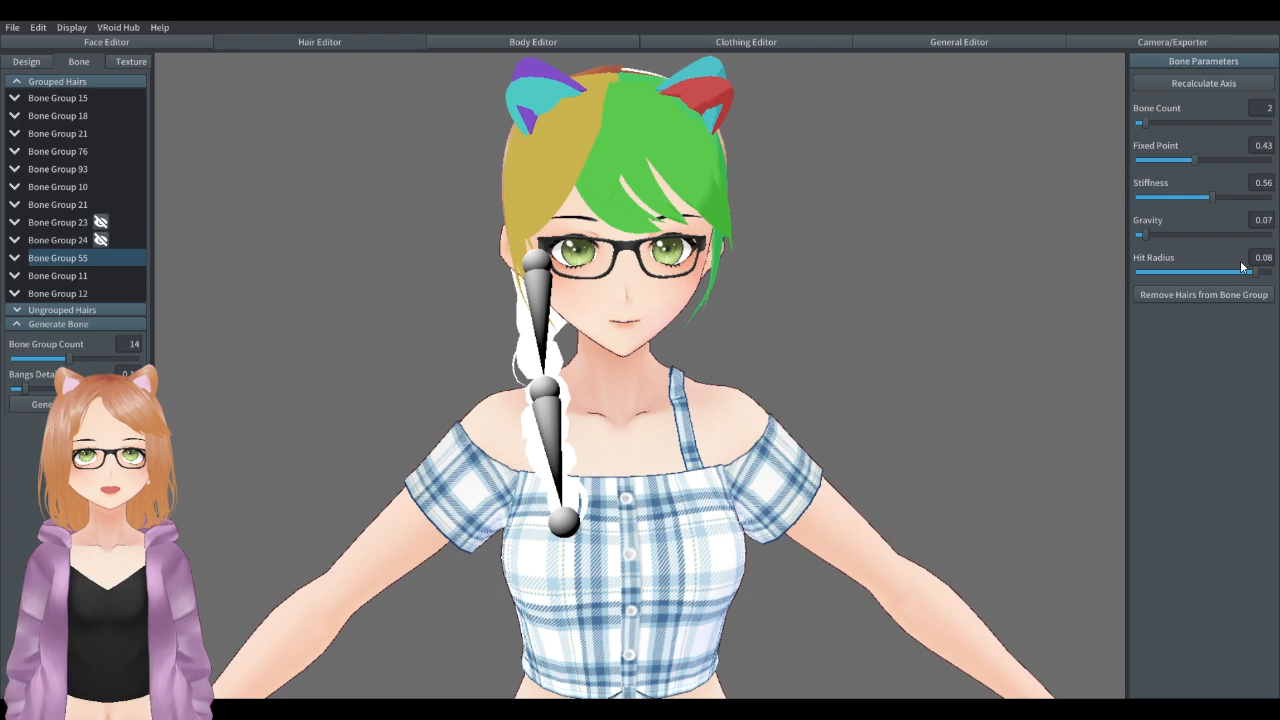 File Edit Display VRoid Hub Help
Face Editor Hair Editor Body Editor Clothing Editor General Editor Camera/Exporter
Design Bone Texture
Grouped Hairs
Bone Group 15
Bone Group 18
Bone Group 21
Bone Group 76
Bone Group 93
Bone Group 10
Bone Group 21
Bone Group 23
Bone Group 24
Bone Group 55
Bone Group 11
Bone Group 12
Ungrouped Hairs
Generate Bone
Bone Group Count 14
Bangs
Bone Parameters
Recalculate Axis
Bone Count 2
Fixed Point 0.43
Stiffness 0.56
Gravity 0.07
Hit Radius 0.08
Remove Hairs from Bone Group